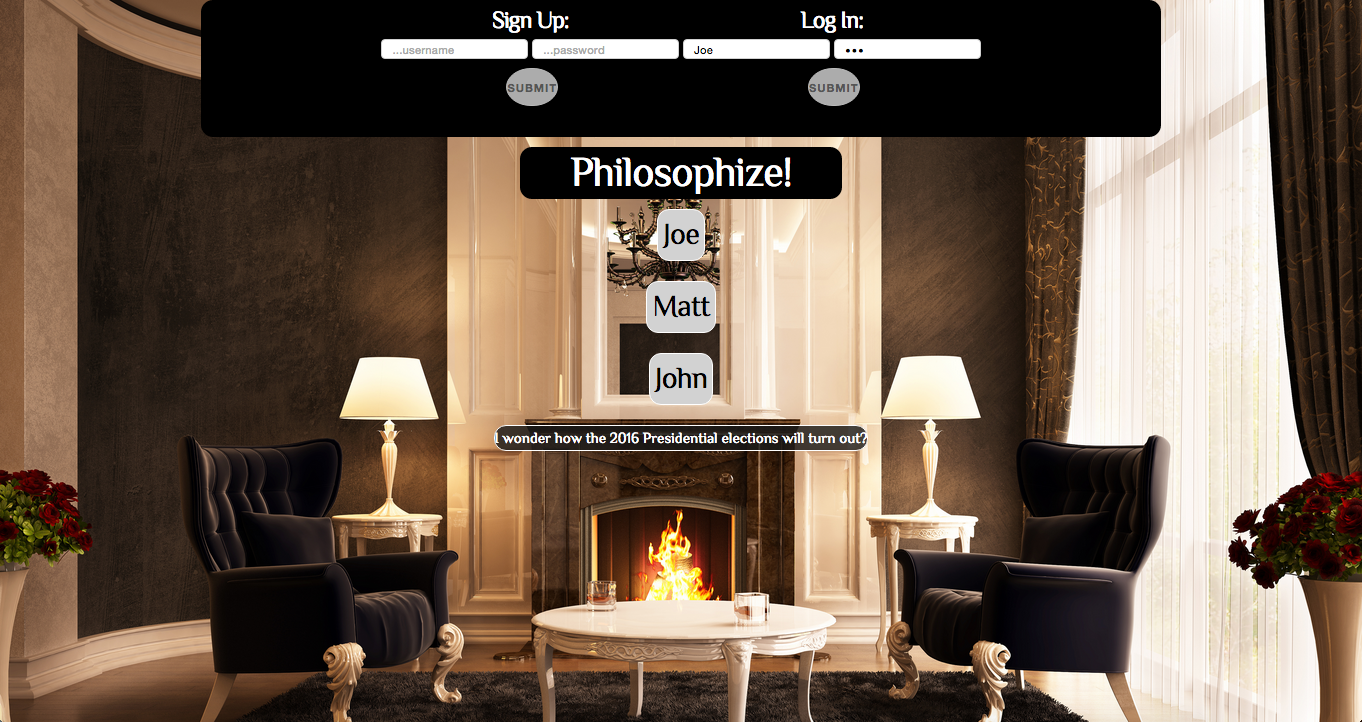 Sign Up: Log In:
...username ...password Joe •••
SUBMIT SUBMIT
Philosophize!
Joe
Matt
John
I wonder how the 2016 Presidential elections will turn out?